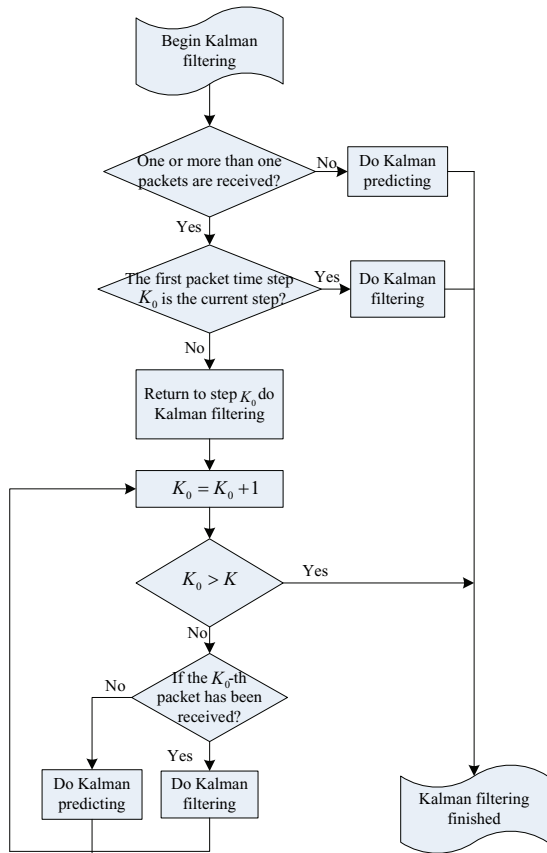 Begin Kalman
filtering
One or more than one
packets are received?
No
Do Kalman
predicting
Yes
The first packet time step
K₀ is the current step?
Yes
Do Kalman
filtering
No
Return to step K₀ do
Kalman filtering
K₀ = K₀ + 1
K₀ > K
Yes
No
If the K₀-th
packet has been
received?
No
Yes
Do Kalman
predicting
Do Kalman
filtering
Kalman filtering
finished